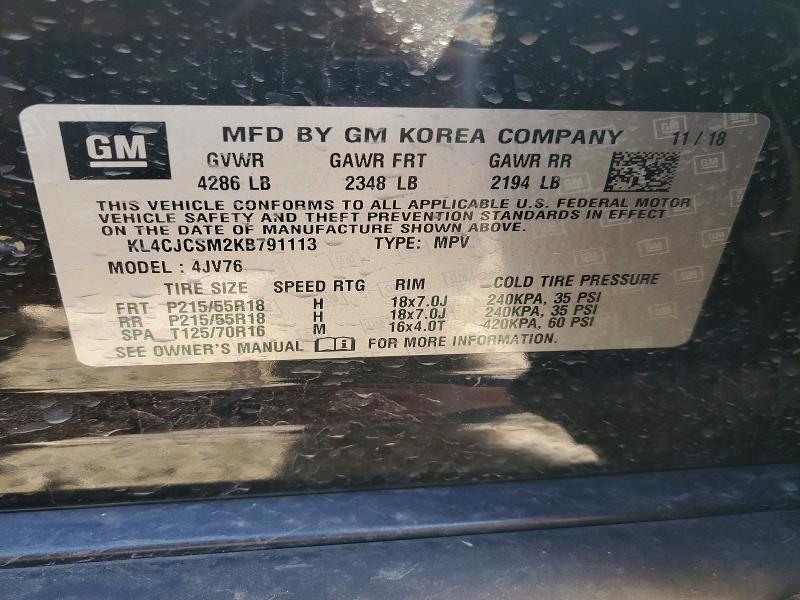 GM MFD BY GM KOREA COMPANY 11/18
GVWR GAWR FRT GAWR RR
4286 LB 2348 LB 2194 LB
THIS VEHICLE CONFORMS TO ALL APPLICABLE U.S. FEDERAL MOTOR
VEHICLE SAFETY AND THEFT PREVENTION STANDARDS IN EFFECT
ON THE DATE OF MANUFACTURE SHOWN ABOVE.
KL4CJCSM2KB791113 TYPE: MPV
MODEL : 4JV76
TIRE SIZE SPEED RTG RIM COLD TIRE PRESSURE
FRT P215/55R18 H 18x7.0J 240KPA, 35 PSI
RR P215/55R18 H 18x7.0J 240KPA, 35 PSI
SPA T125/70R16 M 16x4.0T 420KPA, 60 PSI
SEE OWNER'S MANUAL FOR MORE INFORMATION.